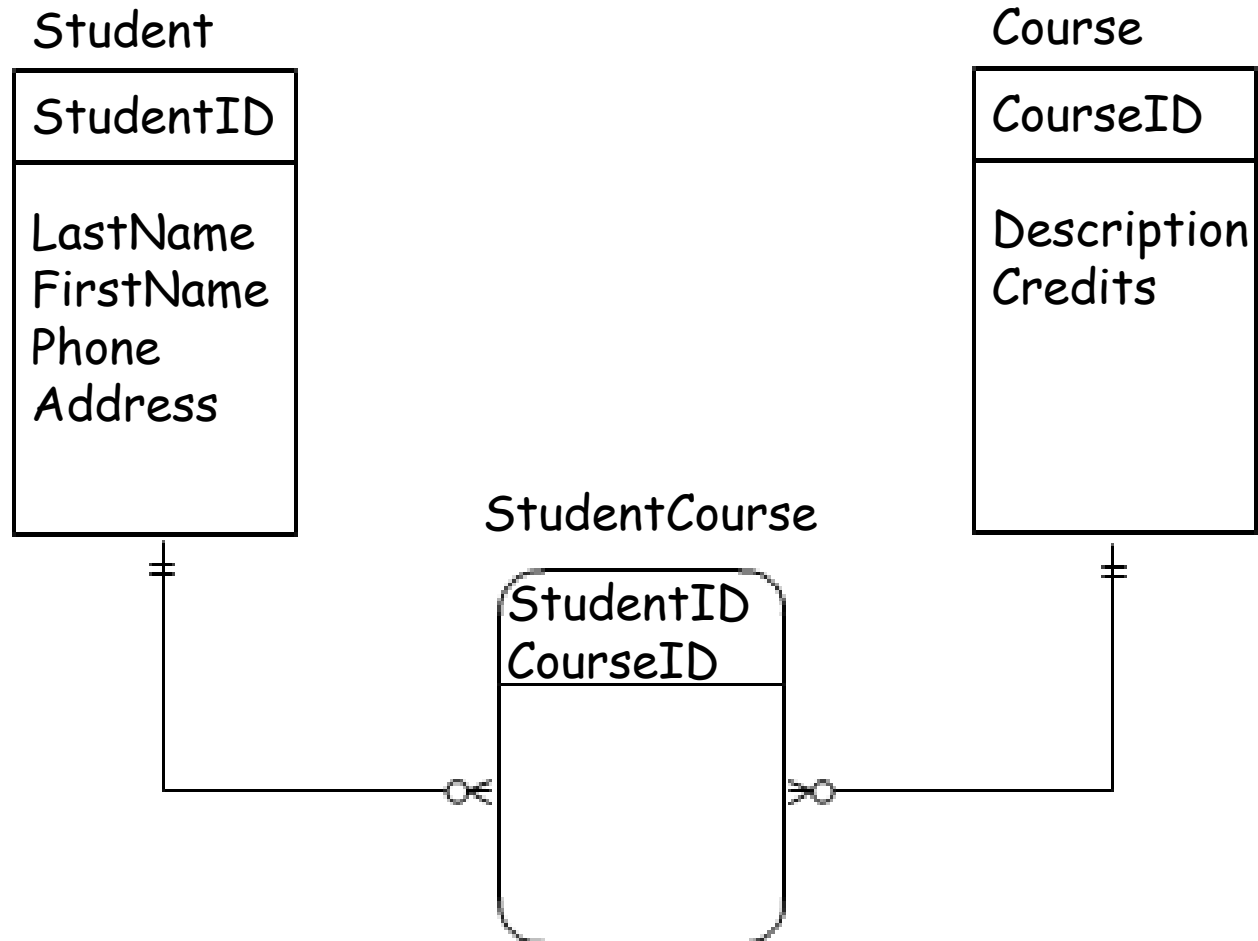 Student
StudentID
LastName
FirstName
Phone
Address
Course
CourseID
Description
Credits
StudentCourse
StudentID
CourseID